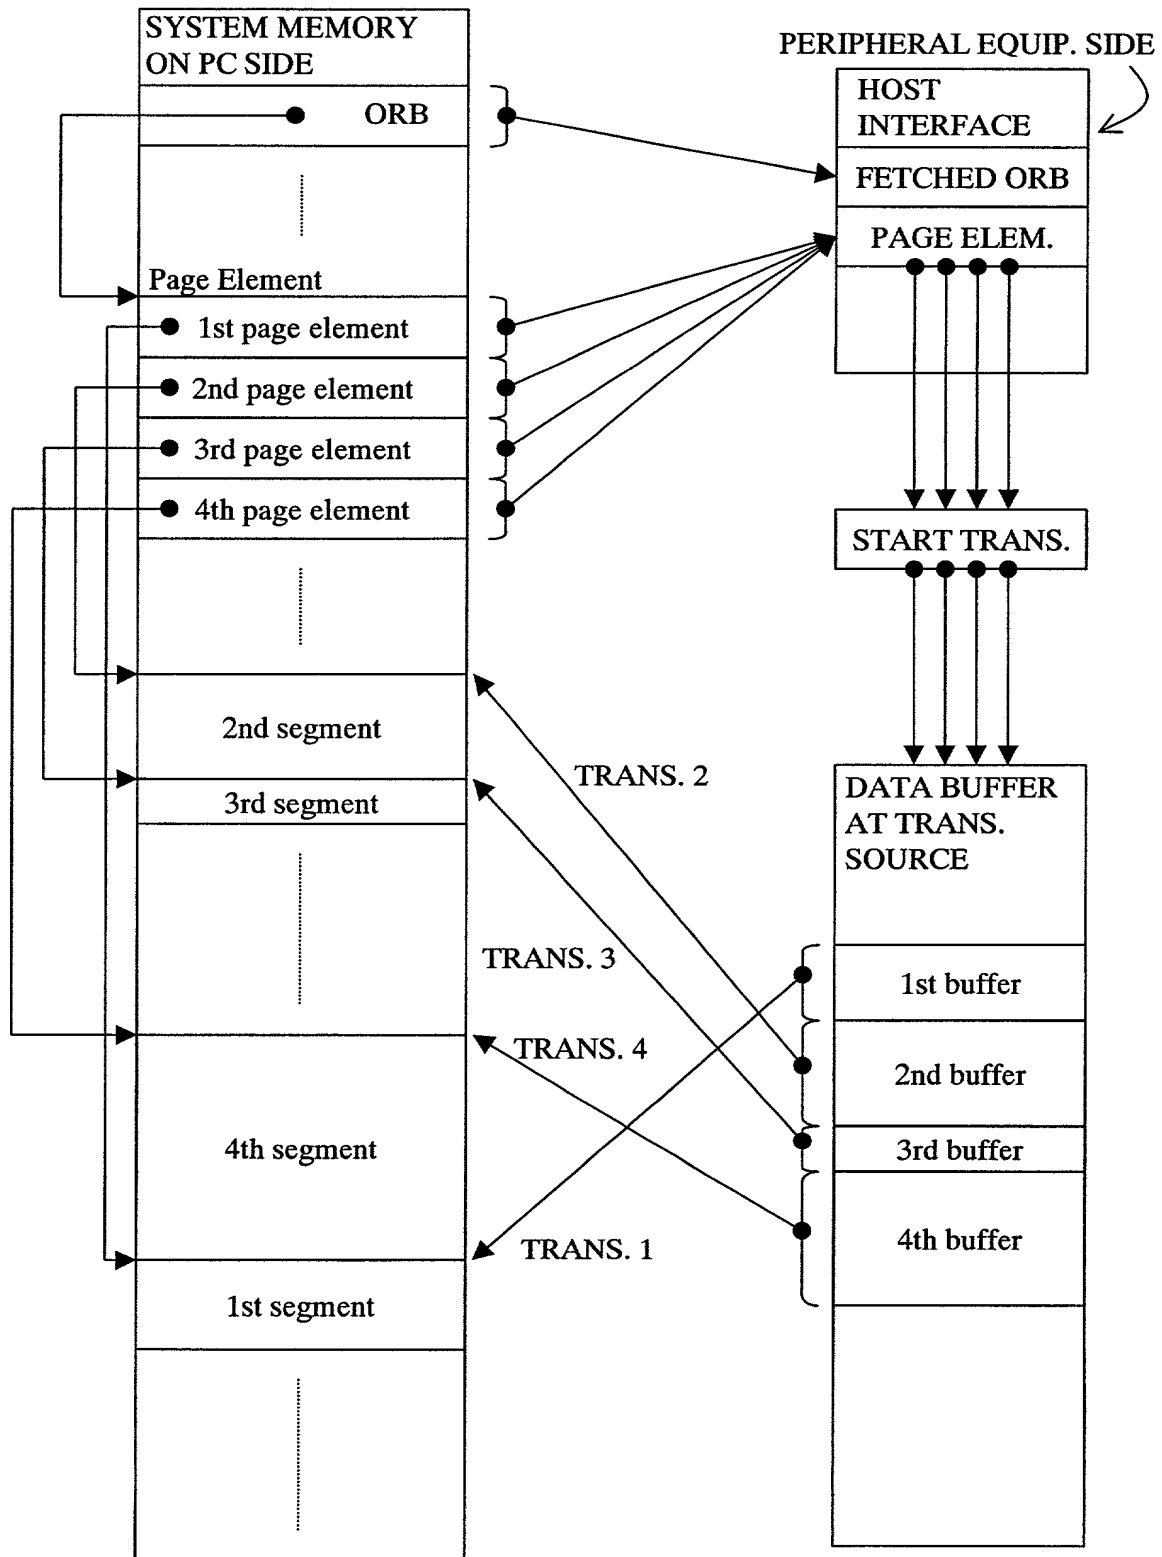 SYSTEM MEMORY
ON PC SIDE
ORB
Page Element
1st page element
2nd page element
3rd page element
4th page element
2nd segment
3rd segment
4th segment
1st segment
PERIPHERAL EQUIP. SIDE
HOST
INTERFACE
FETCHED ORB
PAGE ELEM.
START TRANS.
TRANS. 2
TRANS. 3
TRANS. 4
TRANS. 1
DATA BUFFER
AT TRANS.
SOURCE
1st buffer
2nd buffer
3rd buffer
4th buffer